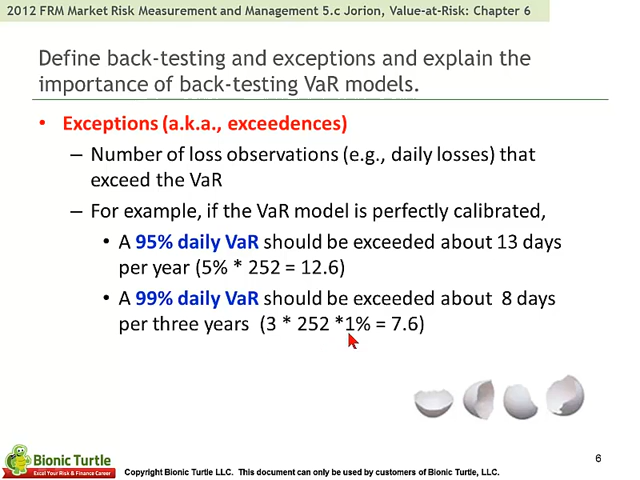 2012 FRM Market Risk Measurement and Management 5.c Jorion, Value-at-Risk: Chapter 6
Define back-testing and exceptions and explain the
importance of back-testing VaR models.
• Exceptions (a.k.a., exceedences)
– Number of loss observations (e.g., daily losses) that
exceed the VaR
– For example, if the VaR model is perfectly calibrated,
• A 95% daily VaR should be exceeded about 13 days
per year (5% * 252 = 12.6)
• A 99% daily VaR should be exceeded about 8 days
per three years (3 * 252 *1% = 7.6)
6
Bionic Turtle
Excel Your Risk & Finance Career
Copyright Bionic Turtle LLC. This document can only be used by customers of Bionic Turtle, LLC.